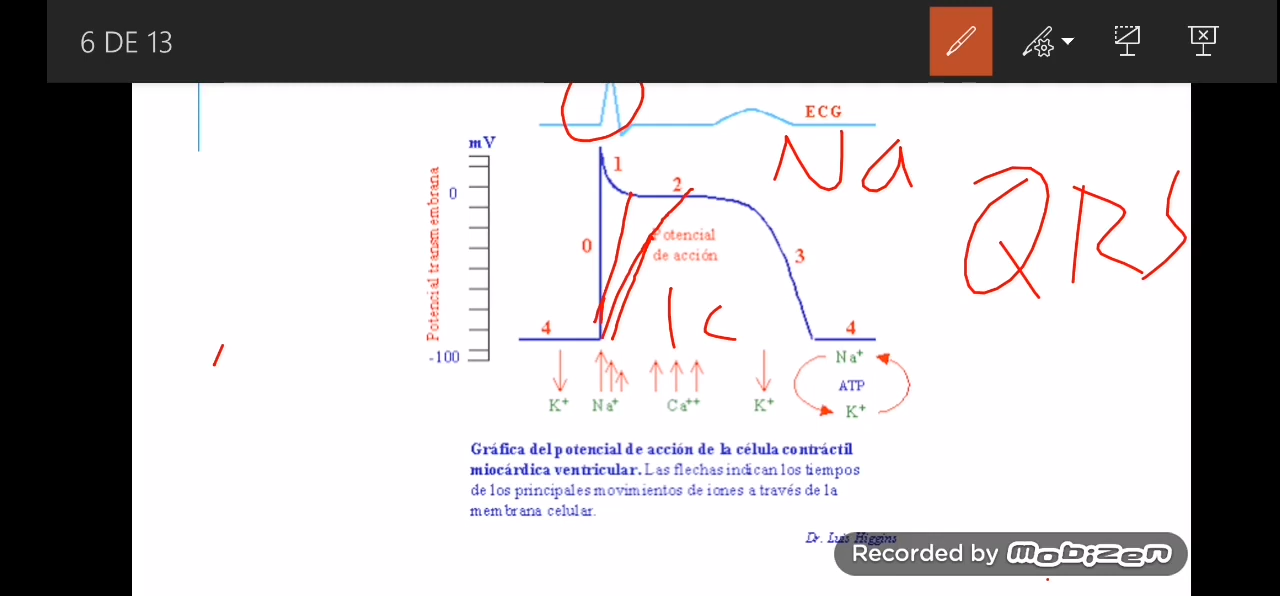 6 DE 13
ECG
mV
Na
QRS
Potencial transmembrana
0
-100
1
2
0
Potencial
de acción
3
4
4
1c
K⁺
Na⁺
Ca⁺⁺
K⁺
Na⁺
ATP
K⁺
Gráfica del potencial de acción de la célula contráctil
miocárdica ventricular. Las flechas indican los tiempos
de los principales movimientos de iones a través de la
membrana celular.
Dr. Luis Higgins
Recorded by mobizen